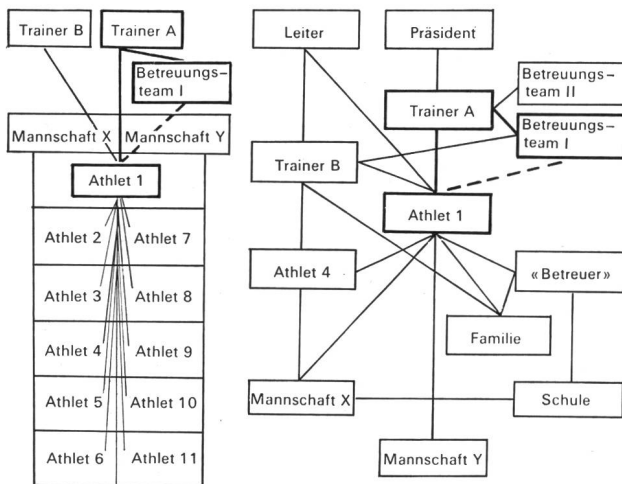 Trainer B
Trainer A
Betreuungs-
team I
Mannschaft X
Mannschaft Y
Athlet 1
Athlet 2
Athlet 7
Athlet 3
Athlet 8
Athlet 4
Athlet 9
Athlet 5
Athlet 10
Athlet 6
Athlet 11
Leiter
Präsident
Betreuungs-
team II
Trainer A
Betreuungs-
team I
Trainer B
Athlet 1
Athlet 4
«Betreuer»
Familie
Mannschaft X
Schule
Mannschaft Y